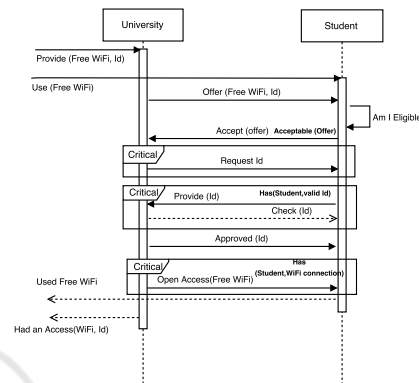 University
Student
Provide (Free WiFi, Id)
Use (Free WiFi)
Offer (Free WiFi, Id)
Am I Eligible
Accept (offer) Acceptable (Offer)
Critical
Request Id
Critical
Provide (Id) Has(Student,valid Id)
Check (Id)
Approved (Id)
Critical
Has
(Student,WiFi connection)
Open Access(Free WiFi)
Used Free WiFi
Had an Access(WiFi, Id)